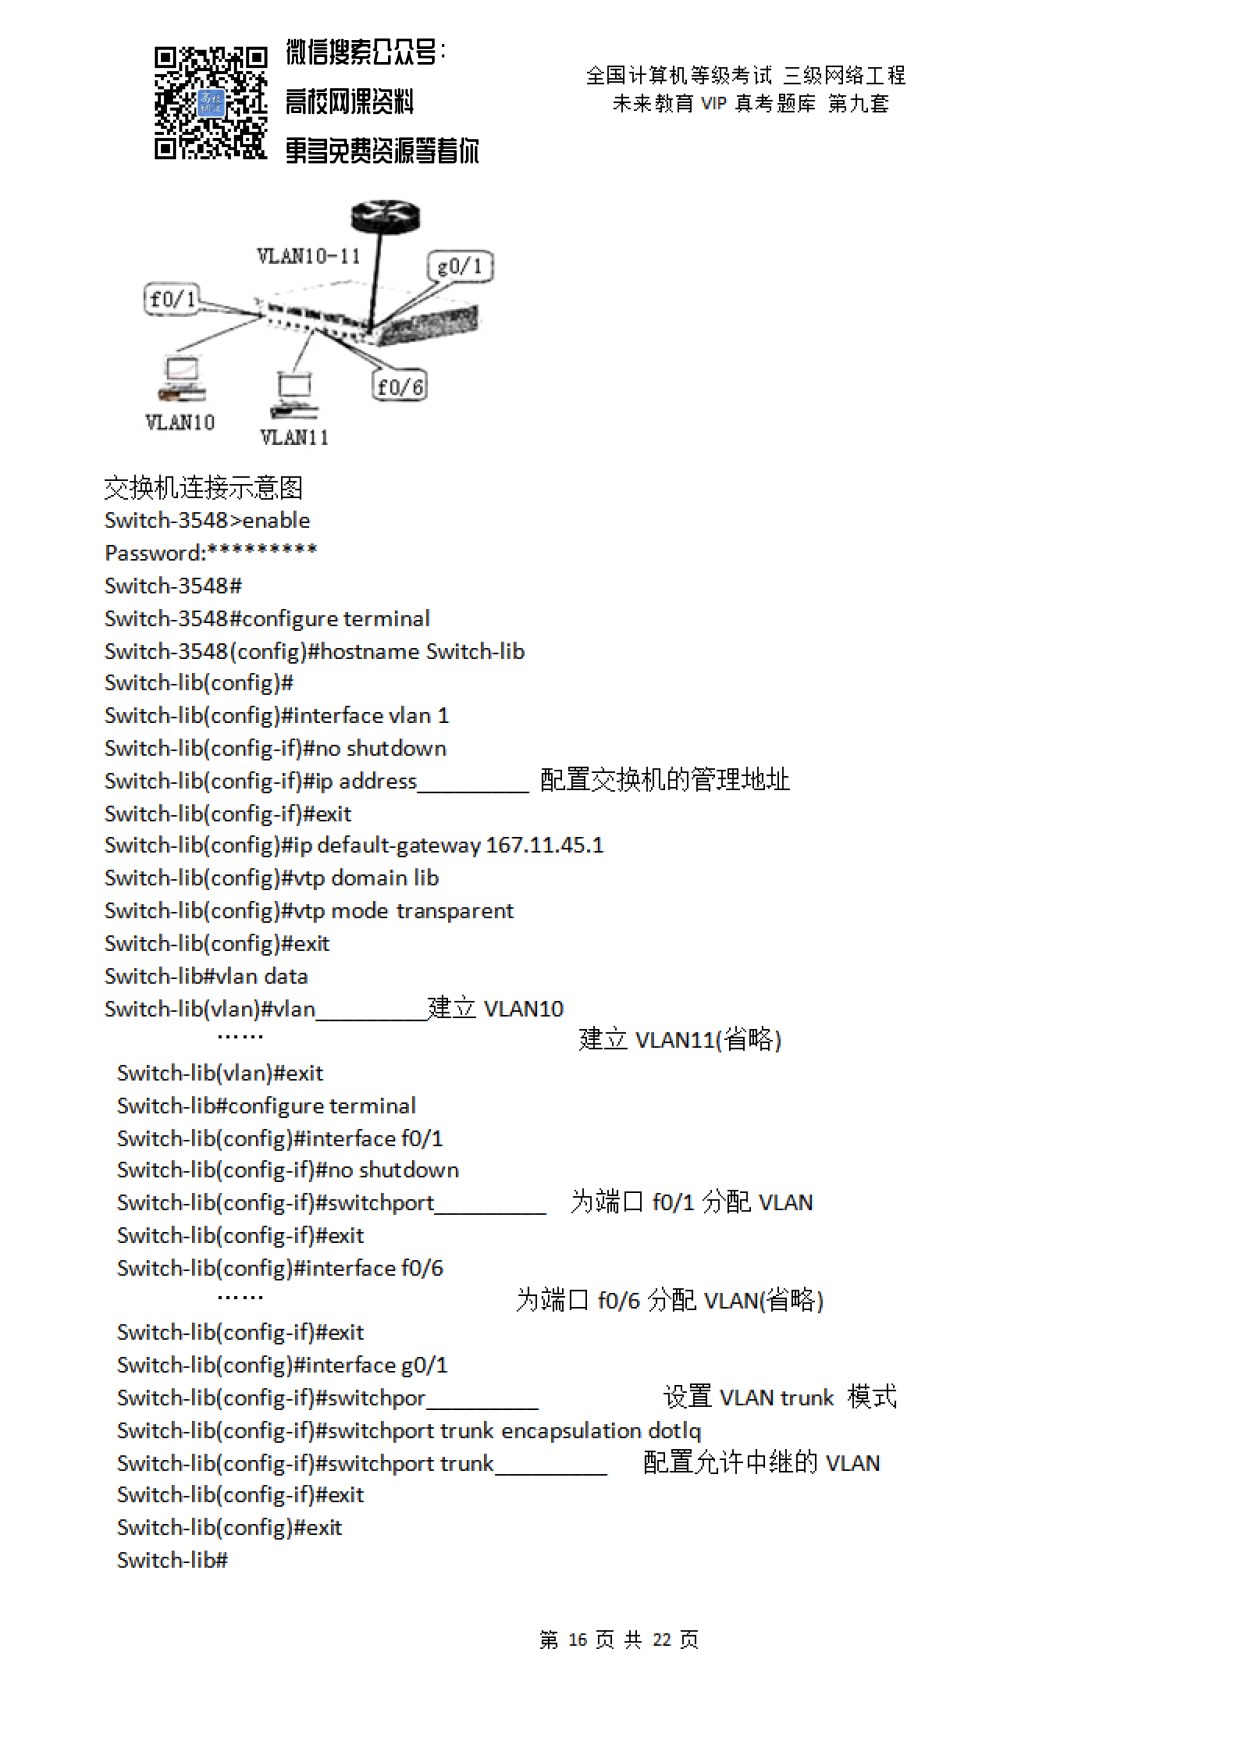 微信搜索公众号：
高校网课资料
更多免费资源等着你
高校
网课
全国计算机等级考试 三级网络工程
未来教育 VIP 真考题库 第九套
VLAN10-11
g0/1
f0/1
f0/6
VLAN10
VLAN11
交换机连接示意图
Switch-3548>enable
Password:*********
Switch-3548#
Switch-3548#configure terminal
Switch-3548(config)#hostname Switch-lib
Switch-lib(config)#
Switch-lib(config)#interface vlan 1
Switch-lib(config-if)#no shutdown
Switch-lib(config-if)#ip address_________ 配置交换机的管理地址
Switch-lib(config-if)#exit
Switch-lib(config)#ip default-gateway 167.11.45.1
Switch-lib(config)#vtp domain lib
Switch-lib(config)#vtp mode transparent
Switch-lib(config)#exit
Switch-lib#vlan data
Switch-lib(vlan)#vlan_________建立 VLAN10
…… 建立 VLAN11(省略)
Switch-lib(vlan)#exit
Switch-lib#configure terminal
Switch-lib(config)#interface f0/1
Switch-lib(config-if)#no shutdown
Switch-lib(config-if)#switchport_________ 为端口 f0/1 分配 VLAN
Switch-lib(config-if)#exit
Switch-lib(config)#interface f0/6
…… 为端口 f0/6 分配 VLAN(省略)
Switch-lib(config-if)#exit
Switch-lib(config)#interface g0/1
Switch-lib(config-if)#switchpor_________ 设置 VLAN trunk 模式
Switch-lib(config-if)#switchport trunk encapsulation dotlq
Switch-lib(config-if)#switchport trunk_________ 配置允许中继的 VLAN
Switch-lib(config-if)#exit
Switch-lib(config)#exit
Switch-lib#
第 16 页 共 22 页